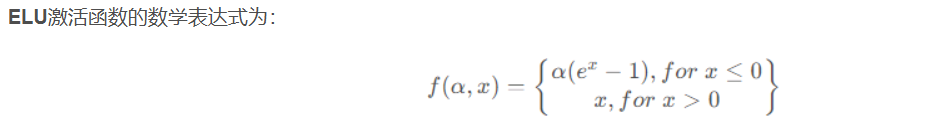 ELU激活函数的数学表达式为：
f(α, x) = { α(eˣ − 1), for x ≤ 0
x, for x > 0 }